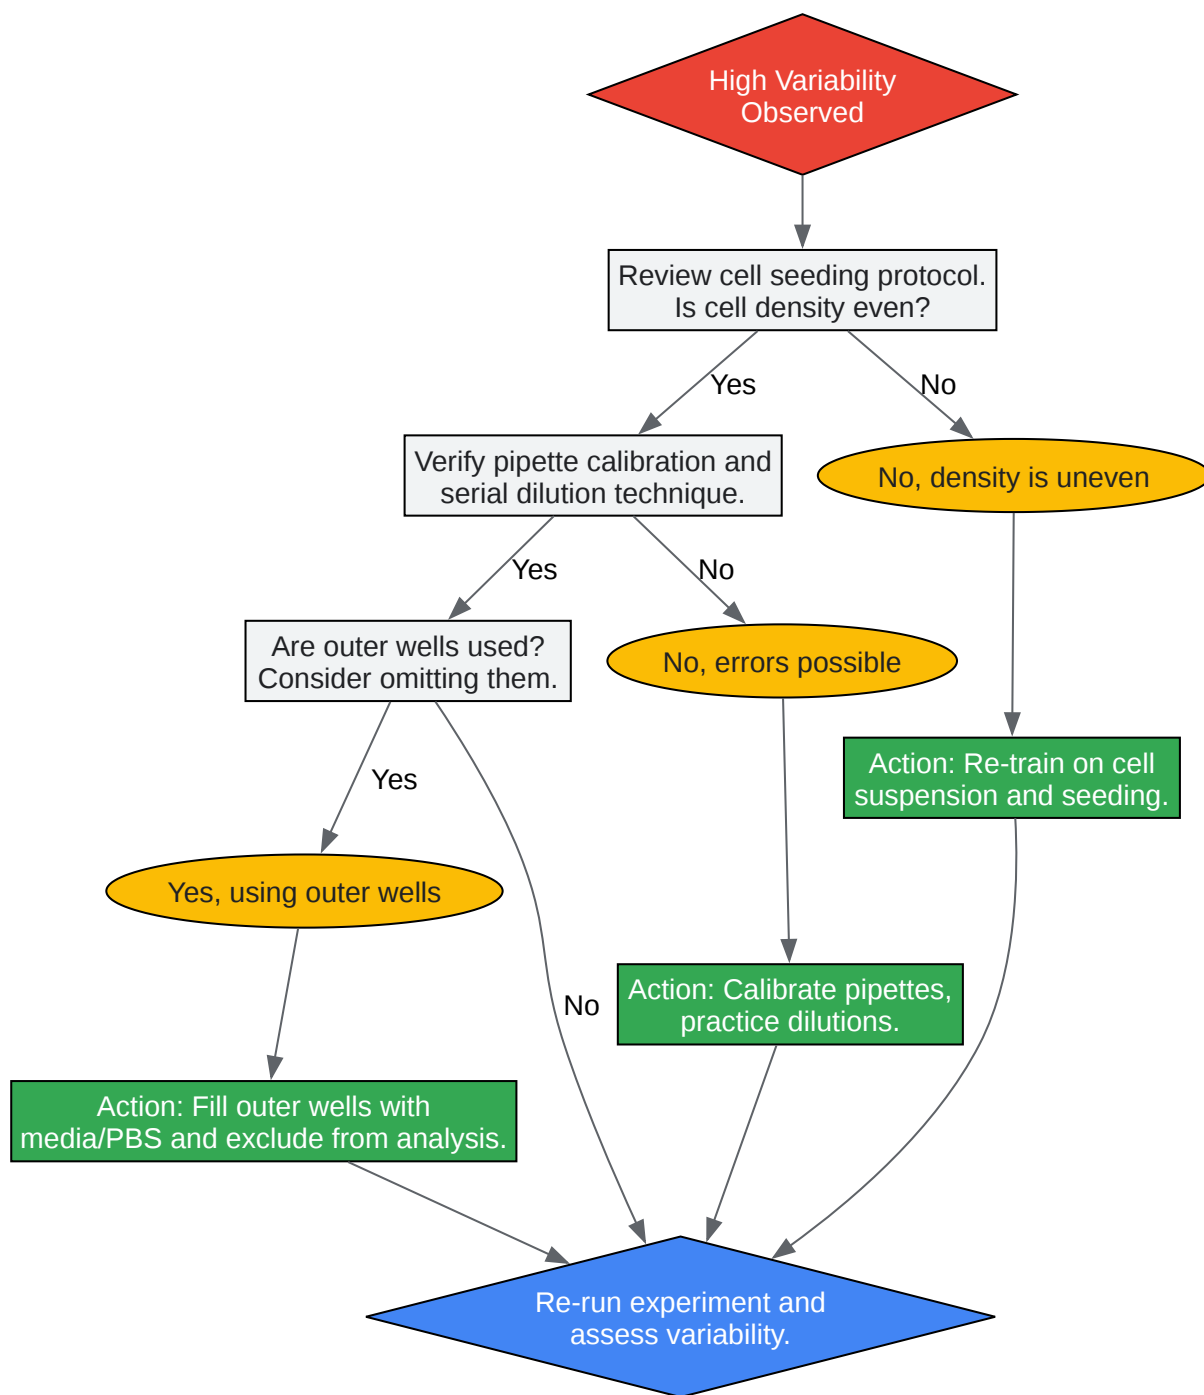 High Variability
Observed
Review cell seeding protocol.
Is cell density even?
Yes
No
Verify pipette calibration and
serial dilution technique.
No, density is uneven
Yes
No
Are outer wells used?
Consider omitting them.
No, errors possible
Action: Re-train on cell
suspension and seeding.
Yes
Yes, using outer wells
No
Action: Calibrate pipettes,
practice dilutions.
Action: Fill outer wells with
media/PBS and exclude from analysis.
Re-run experiment and
assess variability.